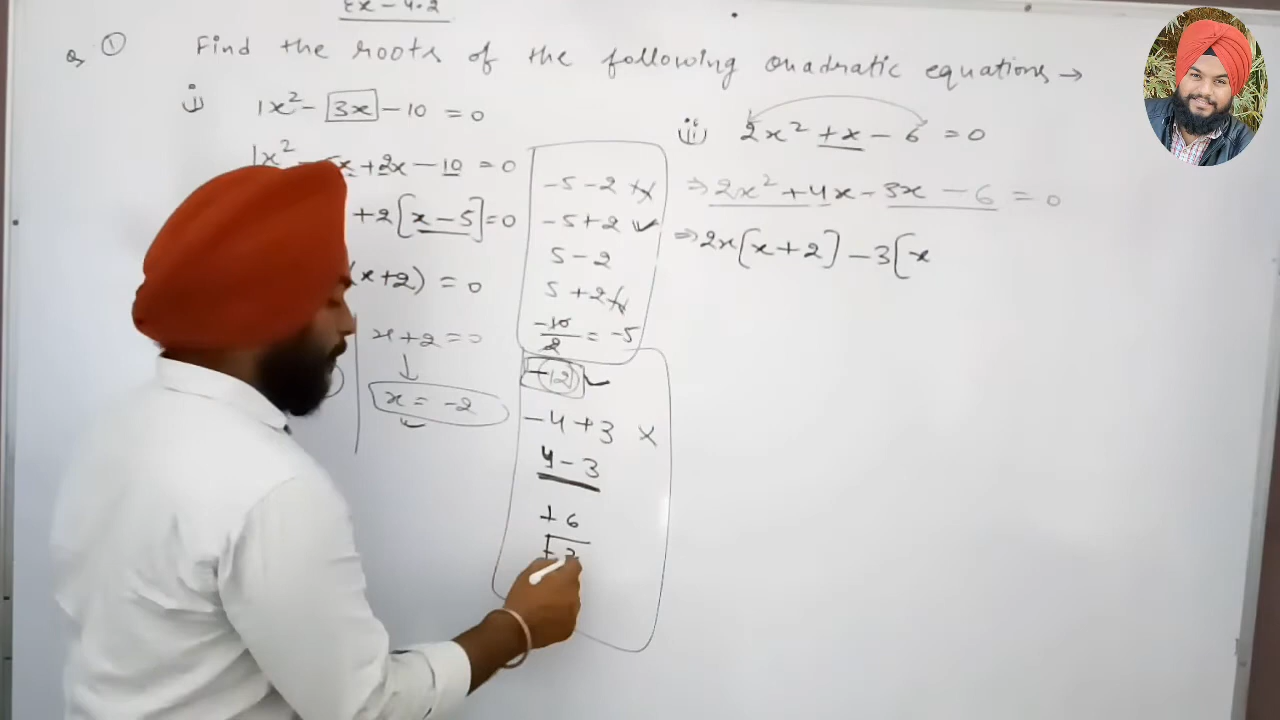 Ex - 4.2
Q ① Find the roots of the following quadratic equations →
i) 1x² - 3x - 10 = 0
1x² x + 2x - 10 = 0
+ 2[x - 5] = 0
(x+2) = 0
x + 2 = 0
↓
x = -2
- 5 - 2 ×
- 5 + 2 ✓
5 - 2
5 + 2 ×
-10/2 = -5
-12 ✓
- 4 + 3 ×
4 - 3
+ 6
ii) 2x² + x - 6 = 0
⇒ 2x² + 4x - 3x - 6 = 0
⇒ 2x[x + 2] - 3[x